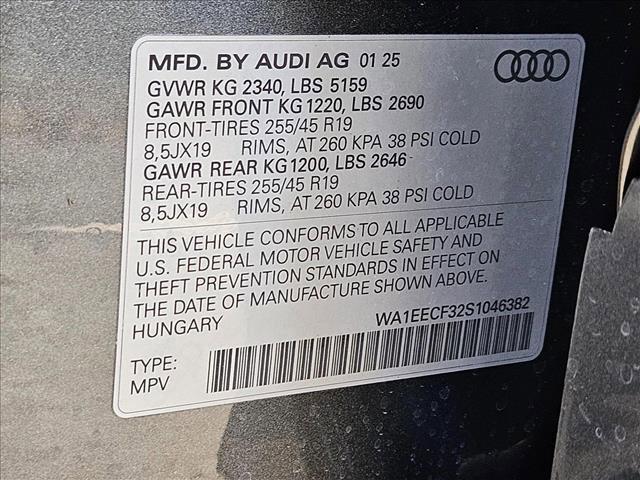 MFD. BY AUDI AG 01 25
GVWR KG 2340, LBS 5159
GAWR FRONT KG 1220, LBS 2690
FRONT-TIRES 255/45 R19
8,5JX19 RIMS, AT 260 KPA 38 PSI COLD
GAWR REAR KG 1200, LBS 2646
REAR-TIRES 255/45 R19
8,5JX19 RIMS, AT 260 KPA 38 PSI COLD
THIS VEHICLE CONFORMS TO ALL APPLICABLE
U.S. FEDERAL MOTOR VEHICLE SAFETY AND
THEFT PREVENTION STANDARDS IN EFFECT ON
THE DATE OF MANUFACTURE SHOWN ABOVE.
HUNGARY WA1EECF32S1046382
TYPE:
MPV